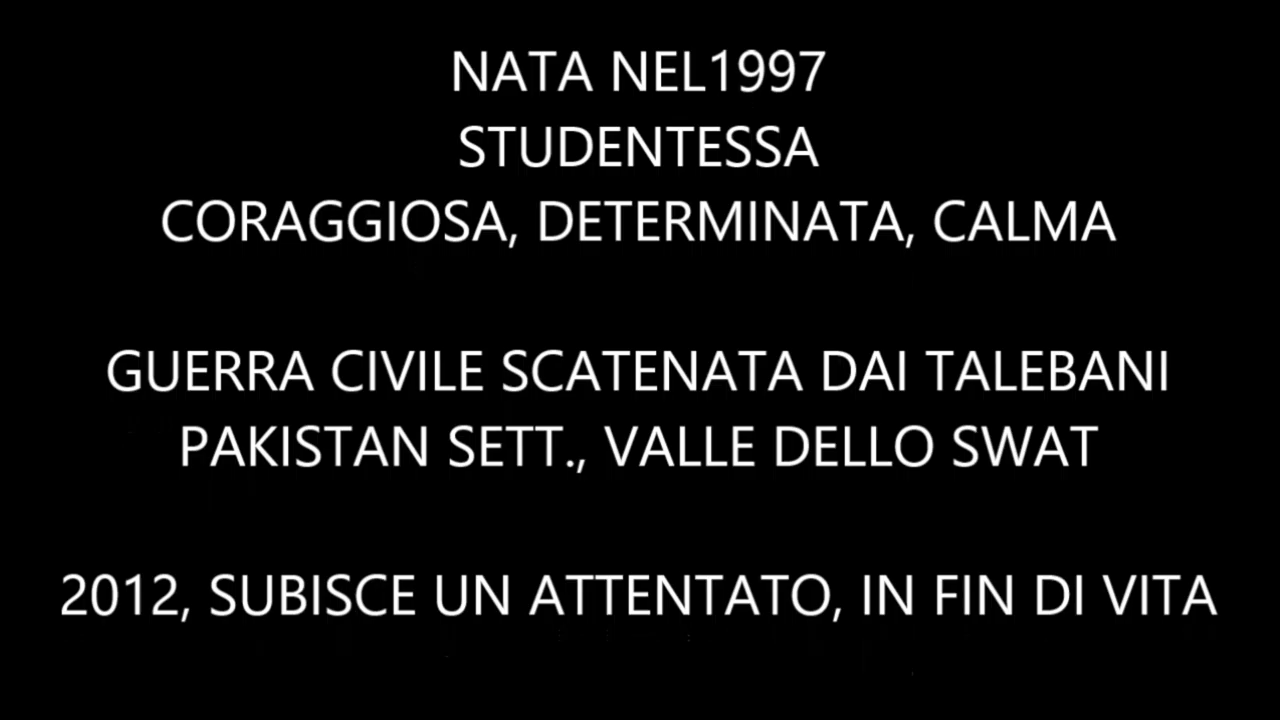 NATA NEL1997
STUDENTESSA
CORAGGIOSA, DETERMINATA, CALMA
GUERRA CIVILE SCATENATA DAI TALEBANI
PAKISTAN SETT., VALLE DELLO SWAT
2012, SUBISCE UN ATTENTATO, IN FIN DI VITA